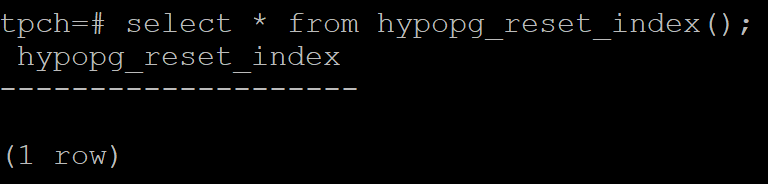 tpch=# select * from hypopg_reset_index();
 hypopg_reset_index
--------------------
(1 row)